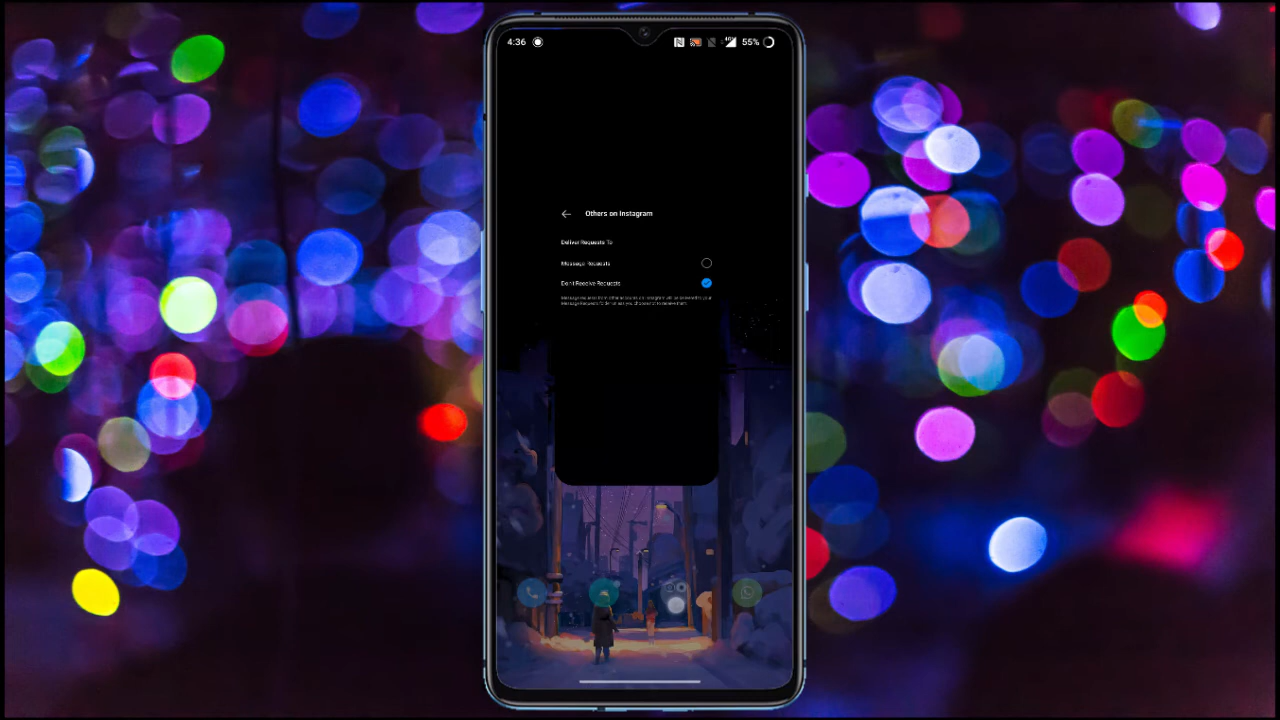 4:36 55%
Others on Instagram
Deliver Requests To
Message Requests
Don't Receive Requests